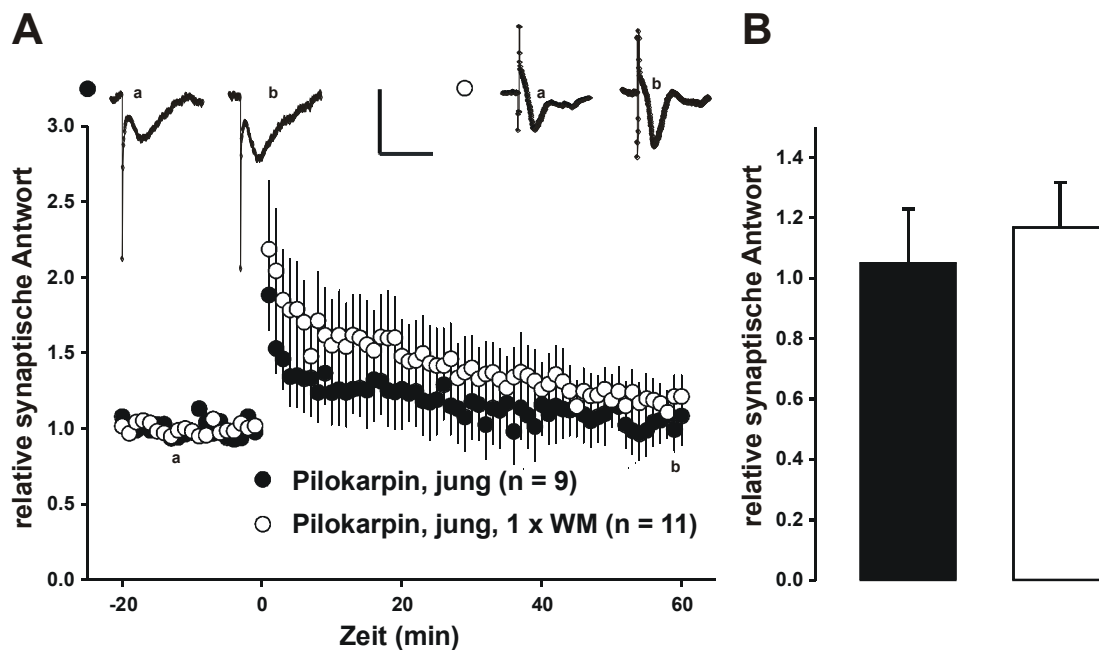 A
B
a
b
a
b
relative synaptische Antwort
3.0
2.5
2.0
1.5
1.0
0.5
0.0
a
b
Pilokarpin, jung (n = 9)
Pilokarpin, jung, 1 x WM (n = 11)
-20
0
20
40
60
Zeit (min)
relative synaptische Antwort
1.4
1.2
1.0
0.8
0.6
0.4
0.2
0.0